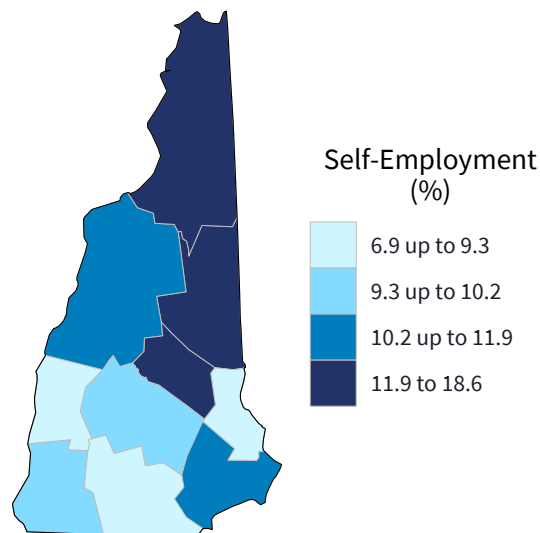 Self-Employment
(%)
6.9 up to 9.3
9.3 up to 10.2
10.2 up to 11.9
11.9 to 18.6